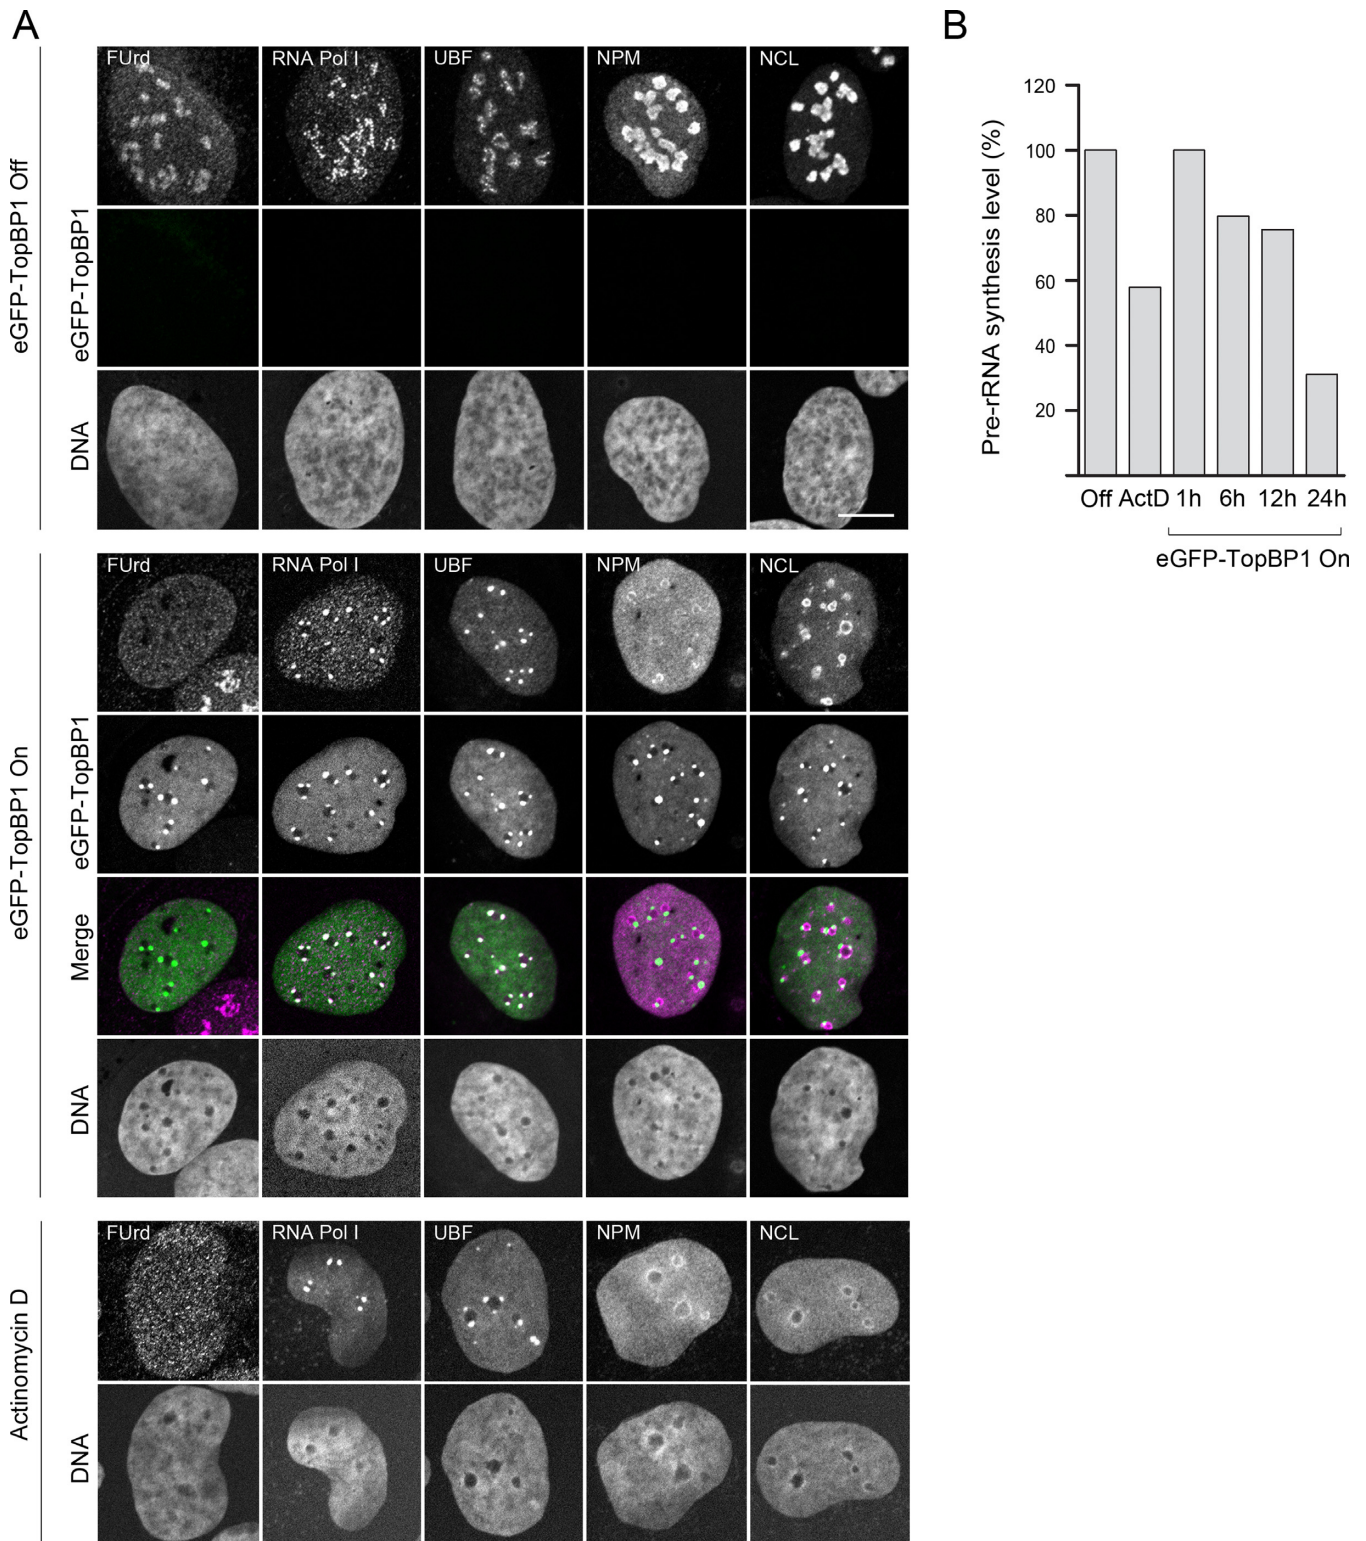 A
eGFP-TopBP1 Off
FUrd
RNA Pol I
UBF
NPM
NCL
eGFP-TopBP1
DNA
eGFP-TopBP1 On
FUrd
RNA Pol I
UBF
NPM
NCL
eGFP-TopBP1
Merge
DNA
Actinomycin D
FUrd
RNA Pol I
UBF
NPM
NCL
DNA
B
Pre-rRNA synthesis level (%)
120
100
80
60
40
20
Off ActD 1h 6h 12h 24h
eGFP-TopBP1 On